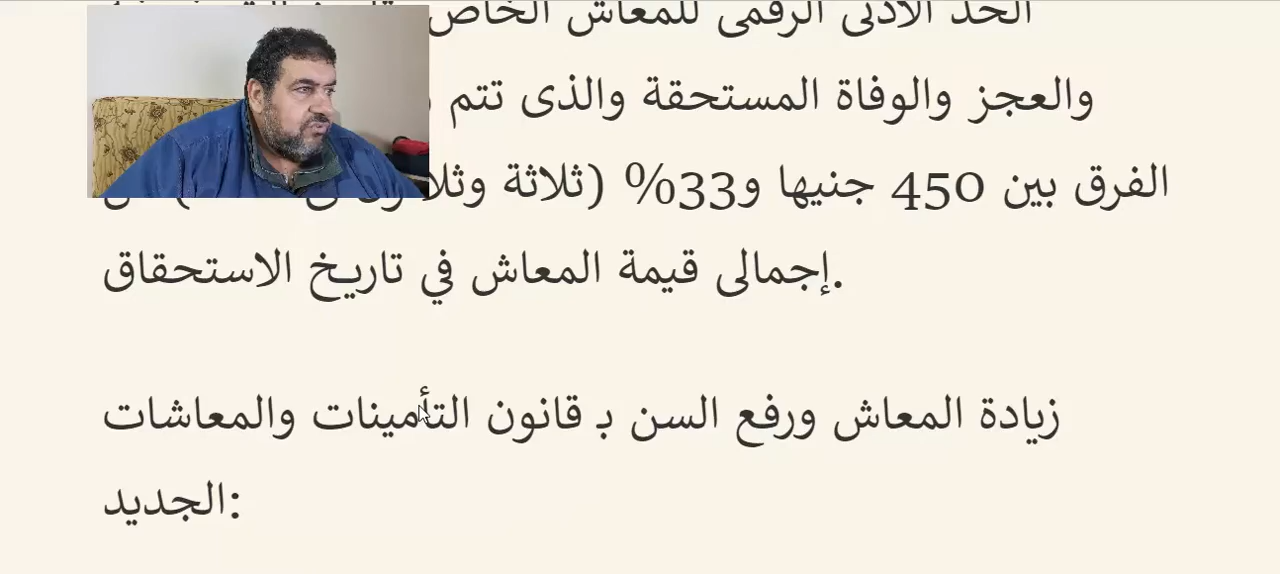 الحد الأدنى الرقمى للمعاش الخاص
والعجز والوفاة المستحقة والذى تتم
الفرق بين 450 جنيها و33% (ثلاثة
إجمالى قيمة المعاش في تاريخ الاستحقاق.
زيادة المعاش ورفع السن بـ قانون التأمينات والمعاشات
الجديد: